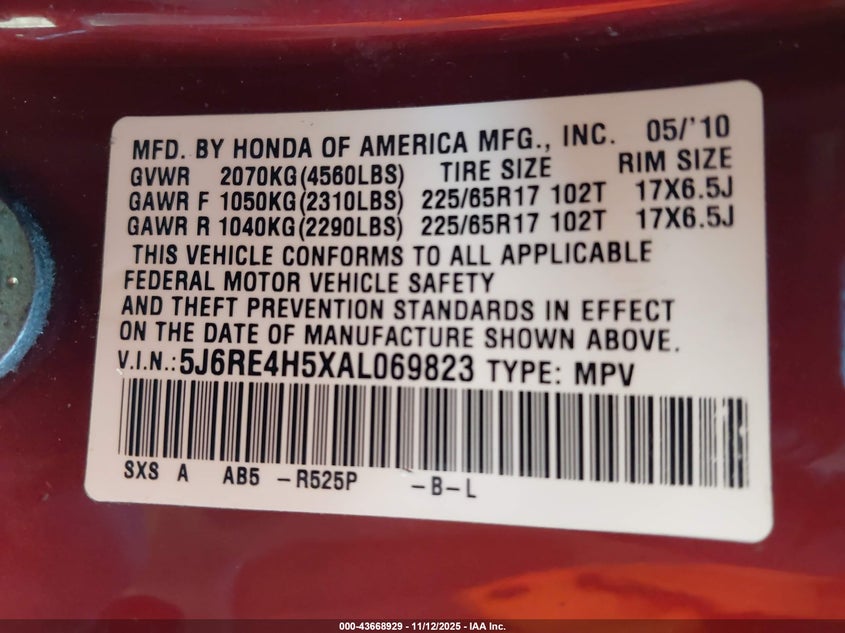 MFD. BY HONDA OF AMERICA MFG., INC. 05/'10
GVWR 2070KG(4560LBS) TIRE SIZE RIM SIZE
GAWR F 1050KG(2310LBS) 225/65R17 102T 17X6.5J
GAWR R 1040KG(2290LBS) 225/65R17 102T 17X6.5J
THIS VEHICLE CONFORMS TO ALL APPLICABLE
FEDERAL MOTOR VEHICLE SAFETY
AND THEFT PREVENTION STANDARDS IN EFFECT
ON THE DATE OF MANUFACTURE SHOWN ABOVE.
V.I.N.:5J6RE4H5XAL069823 TYPE: MPV
SXS A AB5 -R525P -B-L
000-43668929 - 11/12/2025 - IAA Inc.